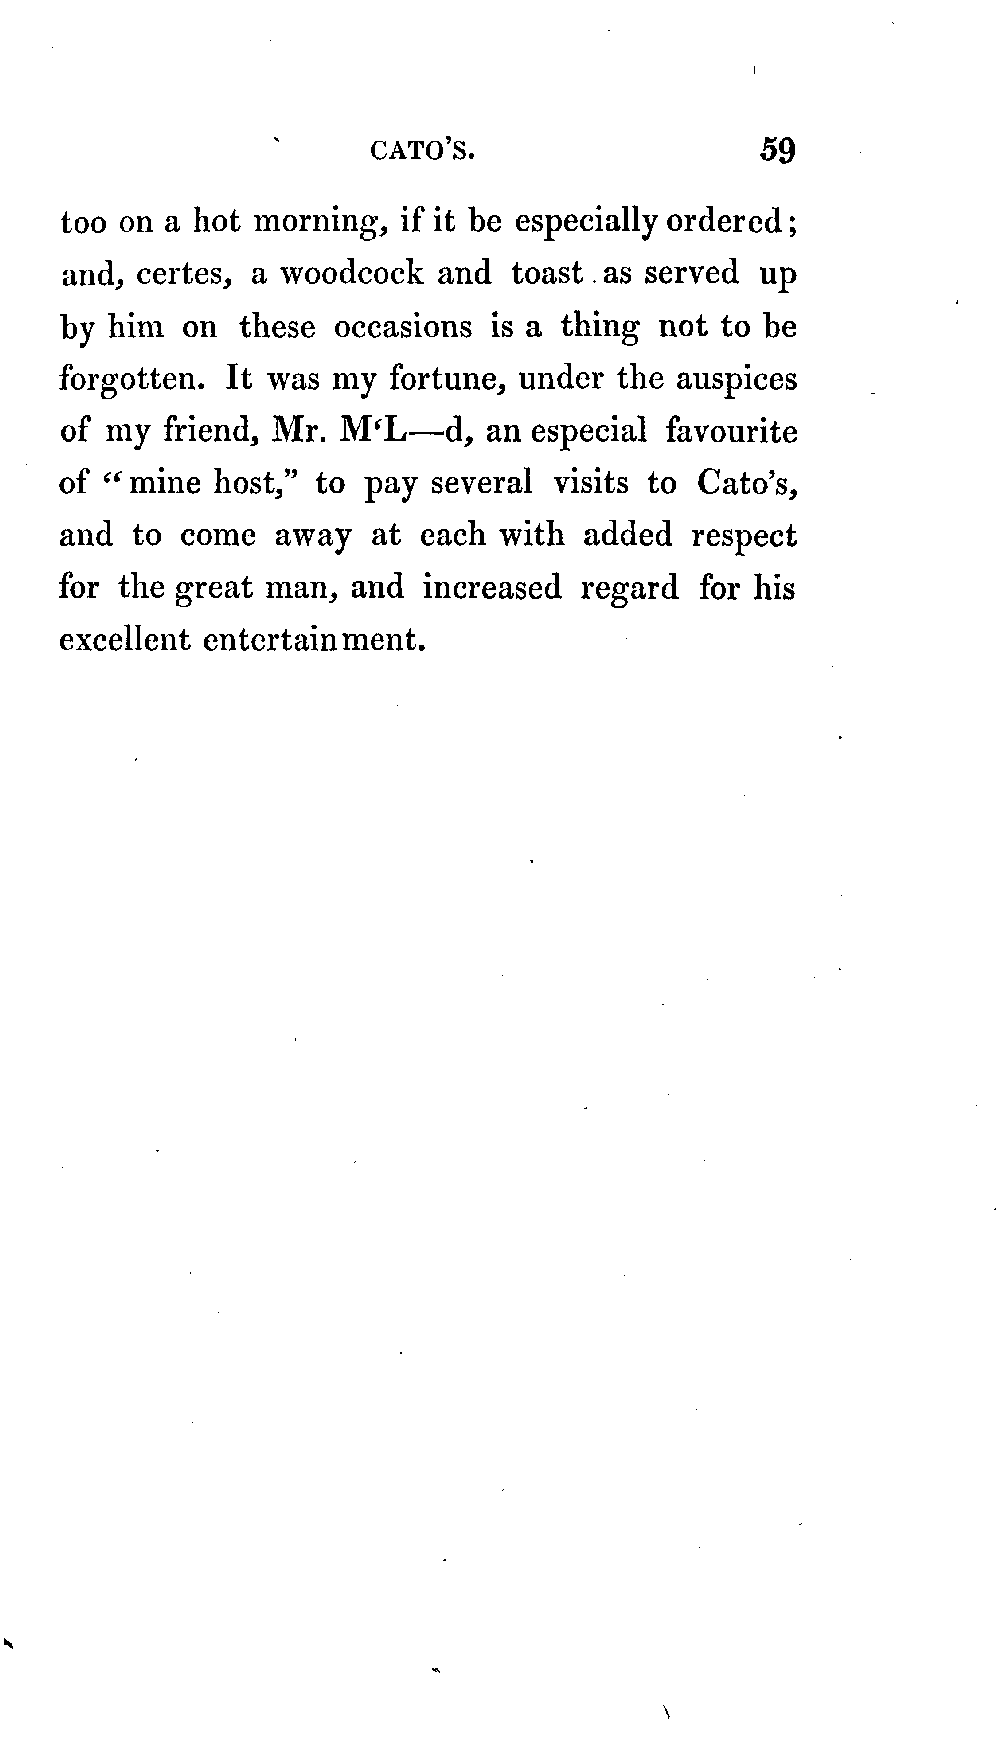 CATO'S. 59
too on a hot morning, if it be especially ordered;
and, certes, a woodcock and toast as served up
by him on these occasions is a thing not to be
forgotten. It was my fortune, under the auspices
of my friend, Mr. M‘L—d, an especial favourite
of “mine host,” to pay several visits to Cato's,
and to come away at each with added respect
for the great man, and increased regard for his
excellent entertainment.